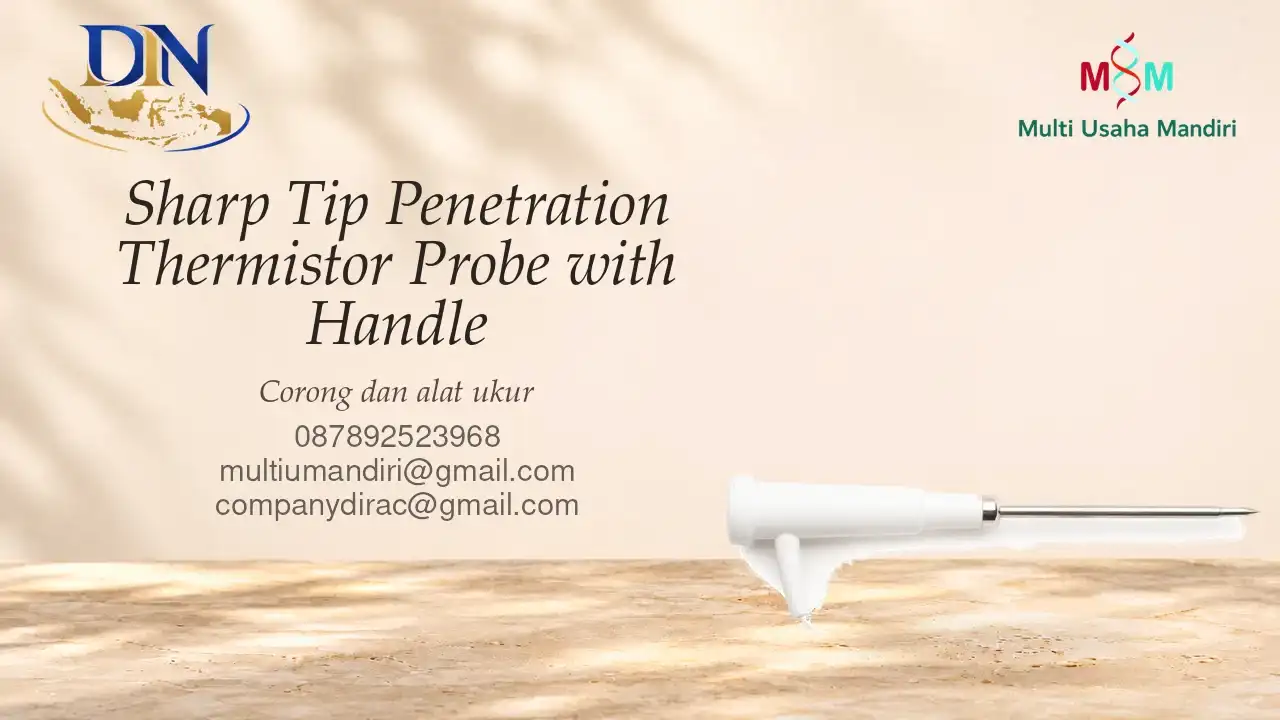 DIN
MSM
Multi Usaha Mandiri
Sharp Tip Penetration
Thermistor Probe with
Handle
Corong dan alat ukur
087892523968
multiumandiri@gmail.com
companydirac@gmail.com